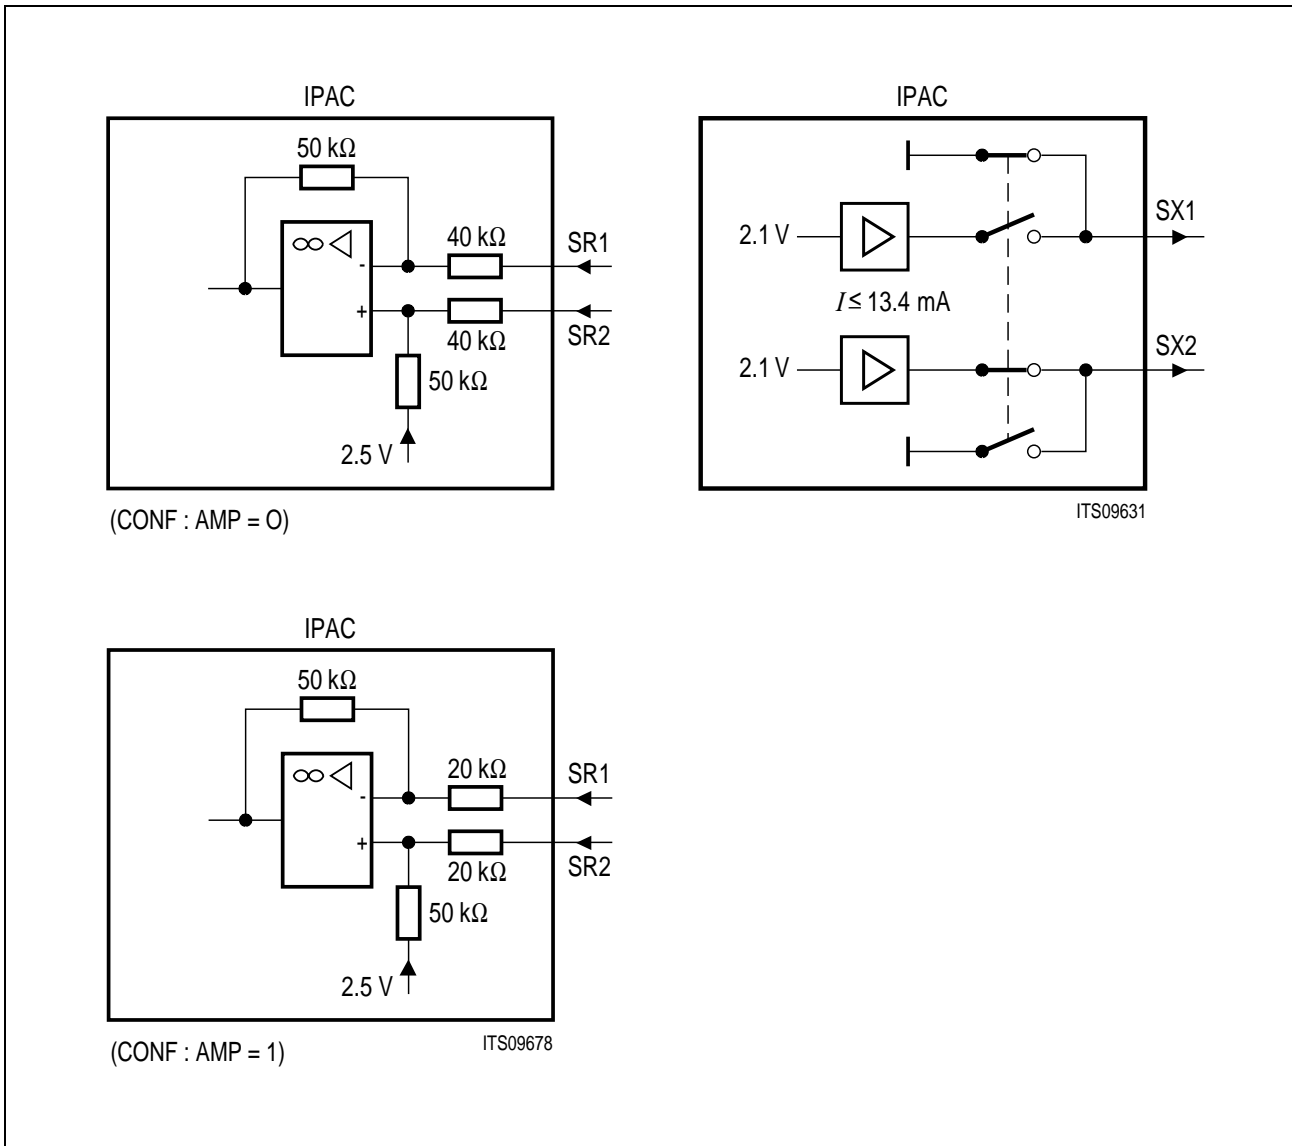 IPAC
50 kΩ
∞
-
+
40 kΩ
SR1
40 kΩ
SR2
50 kΩ
2.5 V
(CONF : AMP = O)
IPAC
2.1 V
SX1
I ≤ 13.4 mA
2.1 V
SX2
ITS09631
IPAC
50 kΩ
∞
-
+
20 kΩ
SR1
20 kΩ
SR2
50 kΩ
2.5 V
(CONF : AMP = 1)
ITS09678